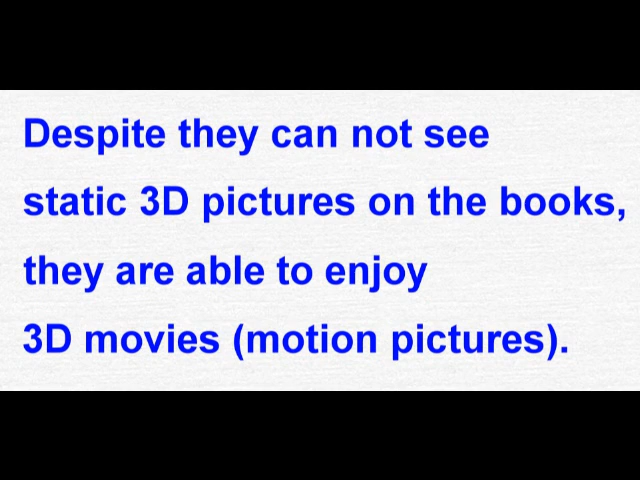 Despite they can not see
static 3D pictures on the books,
they are able to enjoy
3D movies (motion pictures).